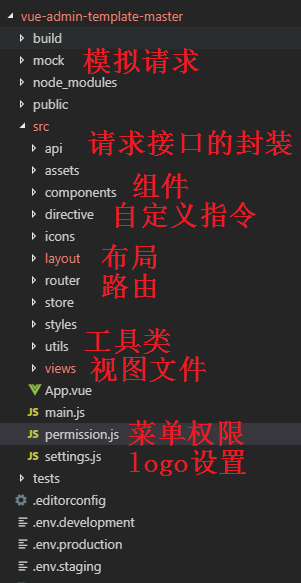 vue-admin-template-master
build
mock 模拟请求
node_modules
public
src
api 请求接口的封装
assets
components 组件
directive 自定义指令
icons
layout 布局
router 路由
store
styles
utils 工具类
views 视图文件
App.vue
JS main.js
JS permission.js 菜单权限
JS settings.js logo设置
tests
.editorconfig
.env.development
.env.production
.env.staging